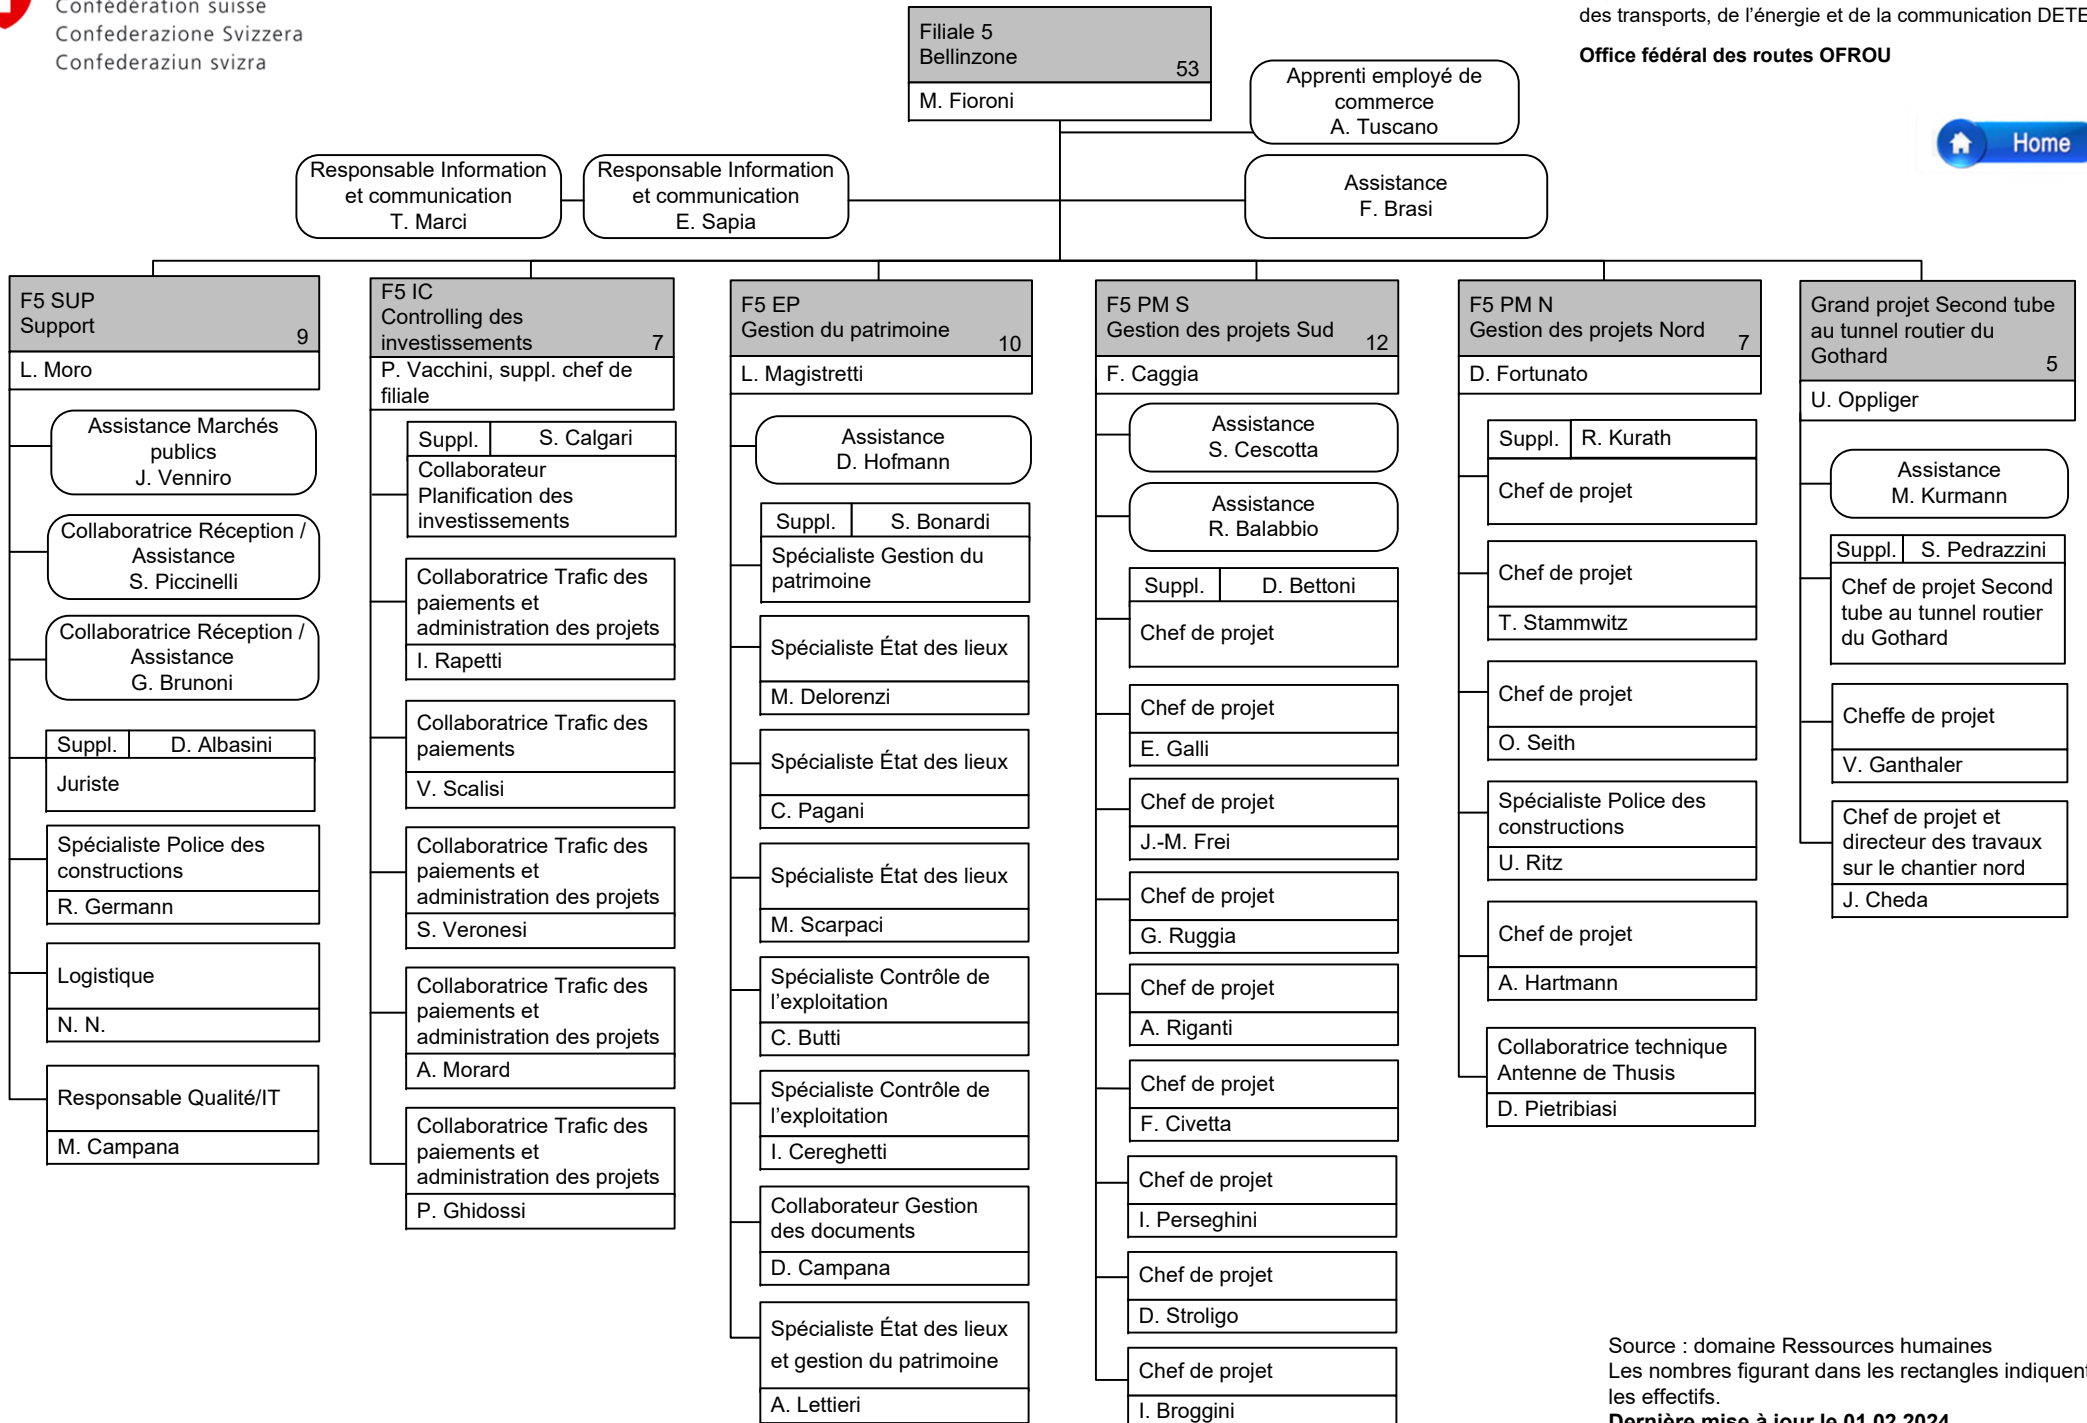 Confédération suisse
Confederazione Svizzera
Confederaziun svizra
des transports, de l'énergie et de la communication DETE
Office fédéral des routes OFROU
Home
Filiale 5
Bellinzone
53
M. Fioroni
Apprenti employé de
commerce
A. Tuscano
Responsable Information
et communication
T. Marci
Responsable Information
et communication
E. Sapia
Assistance
F. Brasi
F5 SUP
Support
9
L. Moro
Assistance Marchés
publics
J. Venniro
Collaboratrice Réception /
Assistance
S. Piccinelli
Collaboratrice Réception /
Assistance
G. Brunoni
Suppl.
D. Albasini
Juriste
Spécialiste Police des
constructions
R. Germann
Logistique
N. N.
Responsable Qualité/IT
M. Campana
F5 IC
Controlling des
investissements
7
P. Vacchini, suppl. chef de
filiale
Suppl.
S. Calgari
Collaborateur
Planification des
investissements
Collaboratrice Trafic des
paiements et
administration des projets
I. Rapetti
Collaboratrice Trafic des
paiements
V. Scalisi
Collaboratrice Trafic des
paiements et
administration des projets
S. Veronesi
Collaboratrice Trafic des
paiements et
administration des projets
A. Morard
Collaboratrice Trafic des
paiements et
administration des projets
P. Ghidossi
F5 EP
Gestion du patrimoine
10
L. Magistretti
Assistance
D. Hofmann
Suppl.
S. Bonardi
Spécialiste Gestion du
patrimoine
Spécialiste État des lieux
M. Delorenzi
Spécialiste État des lieux
C. Pagani
Spécialiste État des lieux
M. Scarpaci
Spécialiste Contrôle de
l'exploitation
C. Butti
Spécialiste Contrôle de
l'exploitation
I. Cereghetti
Collaborateur Gestion
des documents
D. Campana
Spécialiste État des lieux
et gestion du patrimoine
A. Lettieri
F5 PM S
Gestion des projets Sud
12
F. Caggia
Assistance
S. Cescotta
Assistance
R. Balabbio
Suppl.
D. Bettoni
Chef de projet
Chef de projet
E. Galli
Chef de projet
J.-M. Frei
Chef de projet
G. Ruggia
Chef de projet
A. Riganti
Chef de projet
F. Civetta
Chef de projet
I. Perseghini
Chef de projet
D. Stroligo
Chef de projet
I. Broggini
F5 PM N
Gestion des projets Nord
7
D. Fortunato
Suppl.
R. Kurath
Chef de projet
Chef de projet
T. Stammwitz
Chef de projet
O. Seith
Spécialiste Police des
constructions
U. Ritz
Chef de projet
A. Hartmann
Collaboratrice technique
Antenne de Thusis
D. Pietribiasi
Grand projet Second tube
au tunnel routier du
Gothard
5
U. Oppliger
Assistance
M. Kurmann
Suppl.
S. Pedrazzini
Chef de projet Second
tube au tunnel routier
du Gothard
Cheffe de projet
V. Ganthaler
Chef de projet et
directeur des travaux
sur le chantier nord
J. Cheda
Source : domaine Ressources humaines
Les nombres figurant dans les rectangles indiquent
les effectifs.
Dernière mise à jour le 01.02.2024